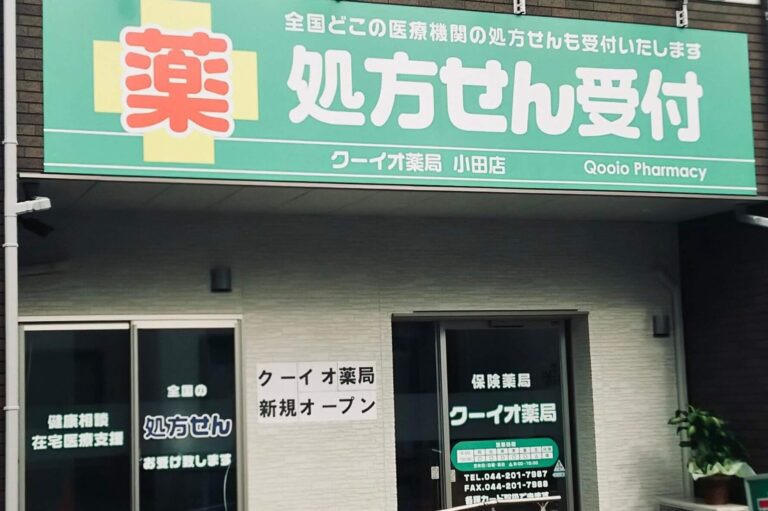 全国どこの医療機関の処方せんも受付いたします
薬
処方せん受付
クーイオ薬局 小田店
Qooio Pharmacy
健康相談
在宅医療支援
全国の
処方せん
お受け致します
クーイオ薬局
新規オープン
保険薬局
クーイオ薬局
営業時間
TEL.044-201-7987
FAX.044-201-7988